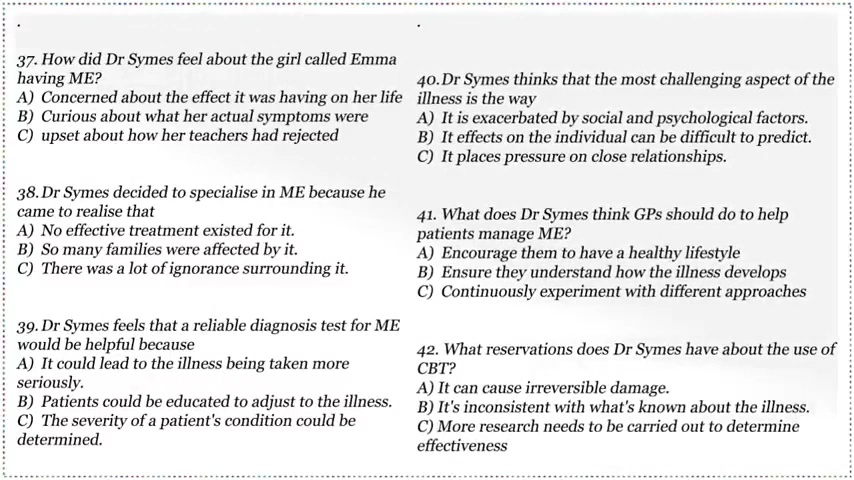 .
37. How did Dr Symes feel about the girl called Emma
having ME?
A) Concerned about the effect it was having on her life
B) Curious about what her actual symptoms were
C) upset about how her teachers had rejected
38. Dr Symes decided to specialise in ME because he
came to realise that
A) No effective treatment existed for it.
B) So many families were affected by it.
C) There was a lot of ignorance surrounding it.
39. Dr Symes feels that a reliable diagnosis test for ME
would be helpful because
A) It could lead to the illness being taken more
seriously.
B) Patients could be educated to adjust to the illness.
C) The severity of a patient's condition could be
determined.
.
40. Dr Symes thinks that the most challenging aspect of the
illness is the way
A) It is exacerbated by social and psychological factors.
B) It effects on the individual can be difficult to predict.
C) It places pressure on close relationships.
41. What does Dr Symes think GPs should do to help
patients manage ME?
A) Encourage them to have a healthy lifestyle
B) Ensure they understand how the illness develops
C) Continuously experiment with different approaches
42. What reservations does Dr Symes have about the use of
CBT?
A) It can cause irreversible damage.
B) It's inconsistent with what's known about the illness.
C) More research needs to be carried out to determine
effectiveness